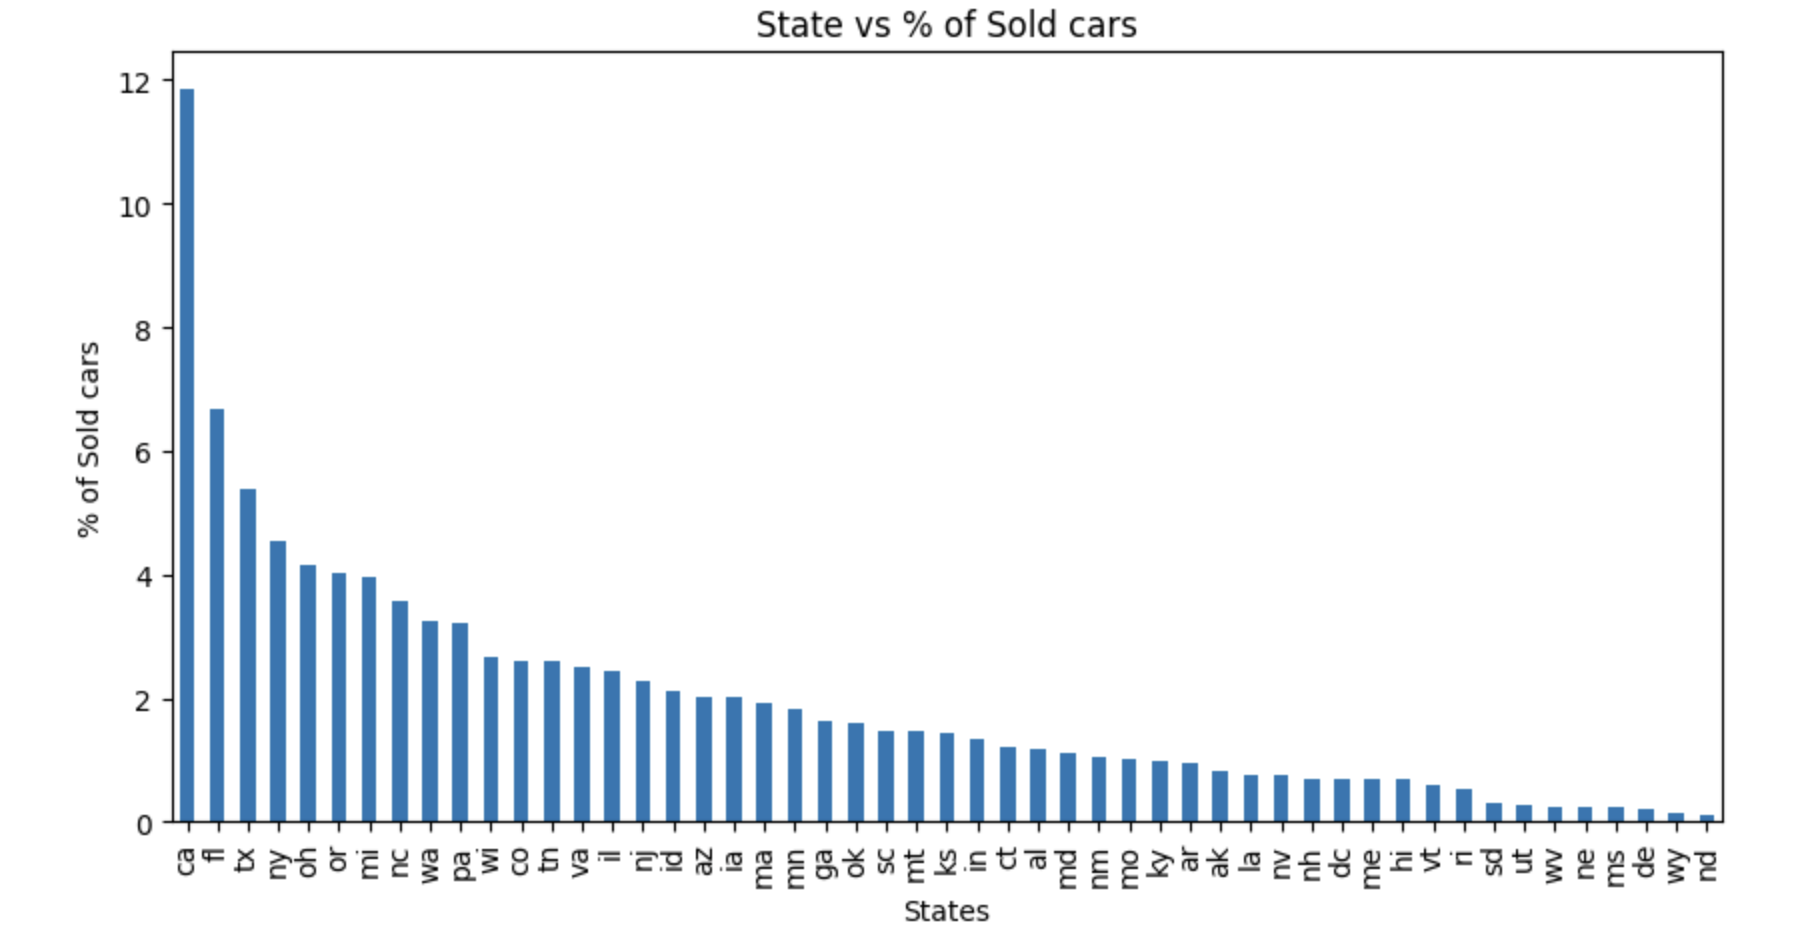 State vs % of Sold cars
% of Sold cars
12
10
8
6
4
2
0
ca fl tx ny oh or mi nc wa pa wi co tn va il nj id az ia ma mn ga ok sc mt ks in ct al md nm mo ky ar ak la nv nh dc me hi vt ri sd ut wv ne ms de wy nd
States